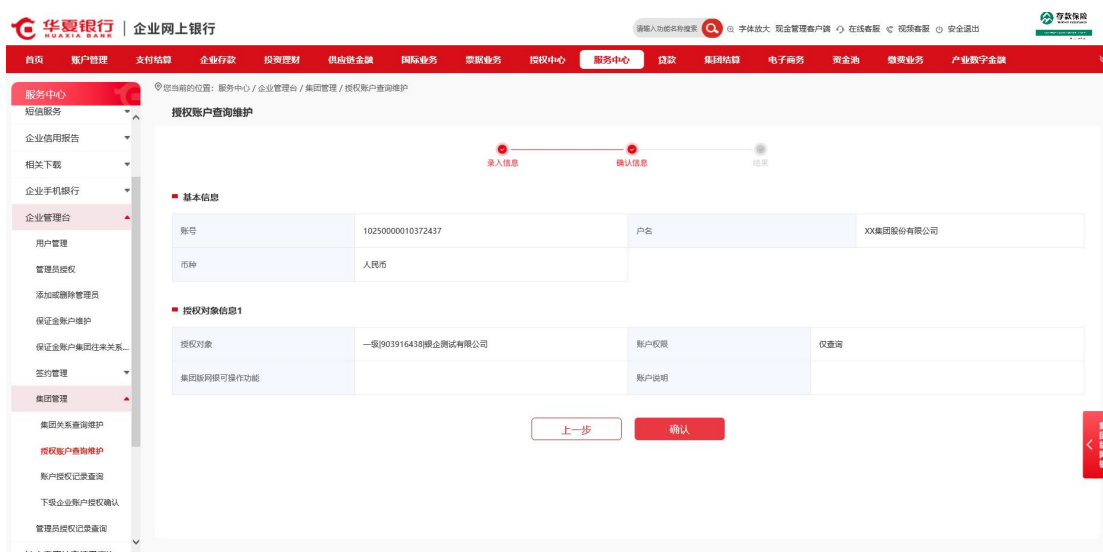 华夏银行 | 企业网上银行
HUAXIA BANK
请输入功能名称搜索 字体放大 现金管理客户端 在线客服 视频客服 安全退出
存款保险
首页 账户管理 支付结算 企业存款 投资理财 供应链金融 国际业务 票据业务 授权中心 服务中心 贷款 集团结算 电子商务 资金池 缴费业务 产业数字金融
服务中心
您当前的位置：服务中心 / 企业管理台 / 集团管理 / 授权账户查询维护
短信服务
授权账户查询维护
企业信用报告
相关下载
企业手机银行
企业管理台
用户管理
管理员授权
添加或删除管理员
保证金账户维护
保证金账户集团往来关系...
签约管理
集团管理
集团关系查询维护
授权账户查询维护
账户授权记录查询
下级企业账户授权确认
管理员授权记录查询
录入信息 确认信息 结果
基本信息
账号 10250000010372437 户名 XX集团股份有限公司
币种 人民币
授权对象信息1
授权对象 一级|903916438|银企测试有限公司 账户权限 仅查询
集团版网银可操作功能 账户说明
上一步 确认